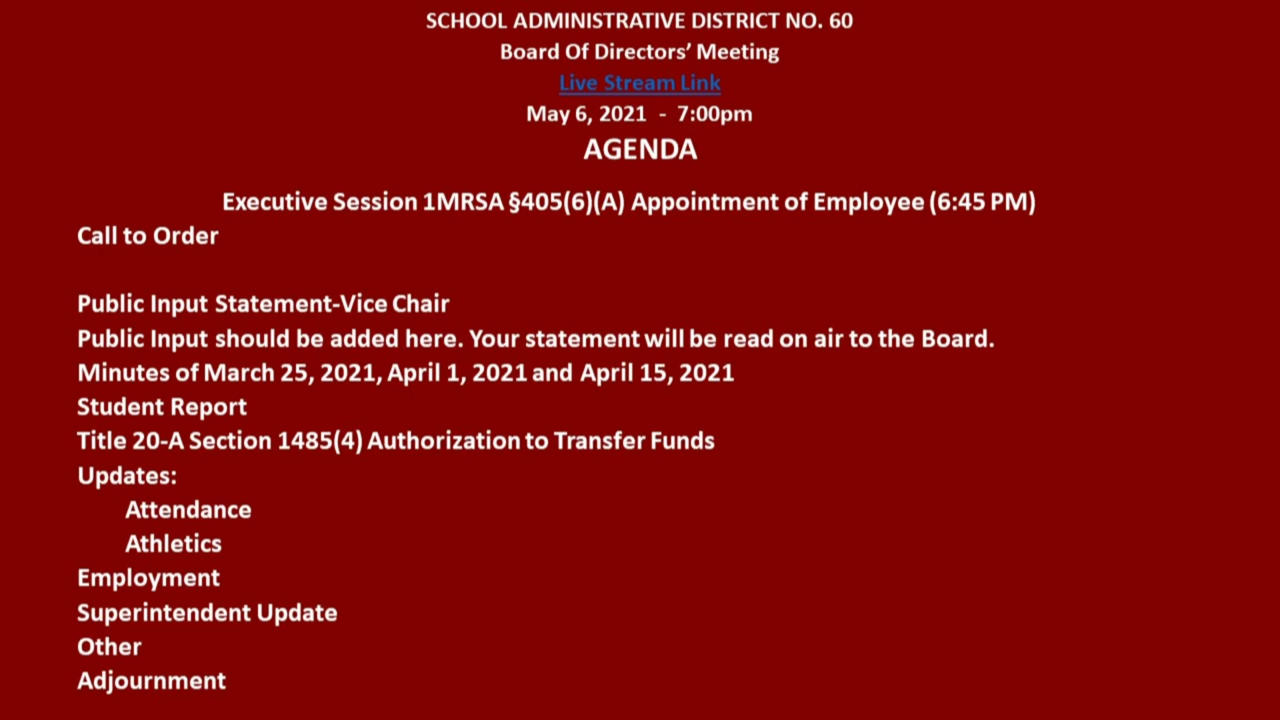 SCHOOL ADMINISTRATIVE DISTRICT NO. 60
Board Of Directors’ Meeting
Live Stream Link
May 6, 2021 - 7:00pm
AGENDA
Executive Session 1MRSA §405(6)(A) Appointment of Employee (6:45 PM)
Call to Order
Public Input Statement-Vice Chair
Public Input should be added here. Your statement will be read on air to the Board.
Minutes of March 25, 2021, April 1, 2021 and April 15, 2021
Student Report
Title 20-A Section 1485(4) Authorization to Transfer Funds
Updates:
Attendance
Athletics
Employment
Superintendent Update
Other
Adjournment